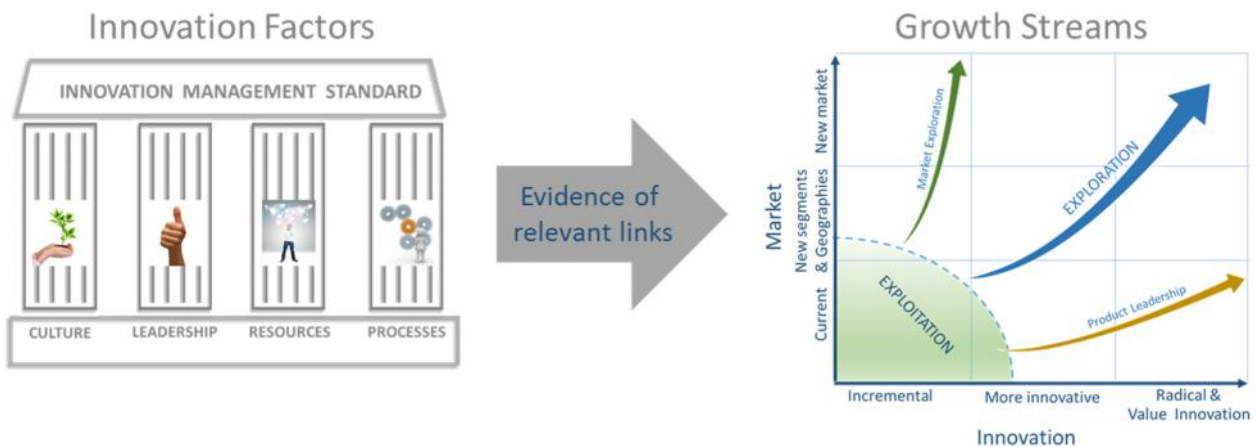 Innovation Factors
INNOVATION MANAGEMENT STANDARD
CULTURE
LEADERSHIP
RESOURCES
PROCESSES
Evidence of
relevant links
Growth Streams
Market
New market
New segments
& Geographies
Current
Market Exploration
EXPLORATION
EXPLOITATION
Product Leadership
Incremental
More innovative
Radical &
Value Innovation
Innovation